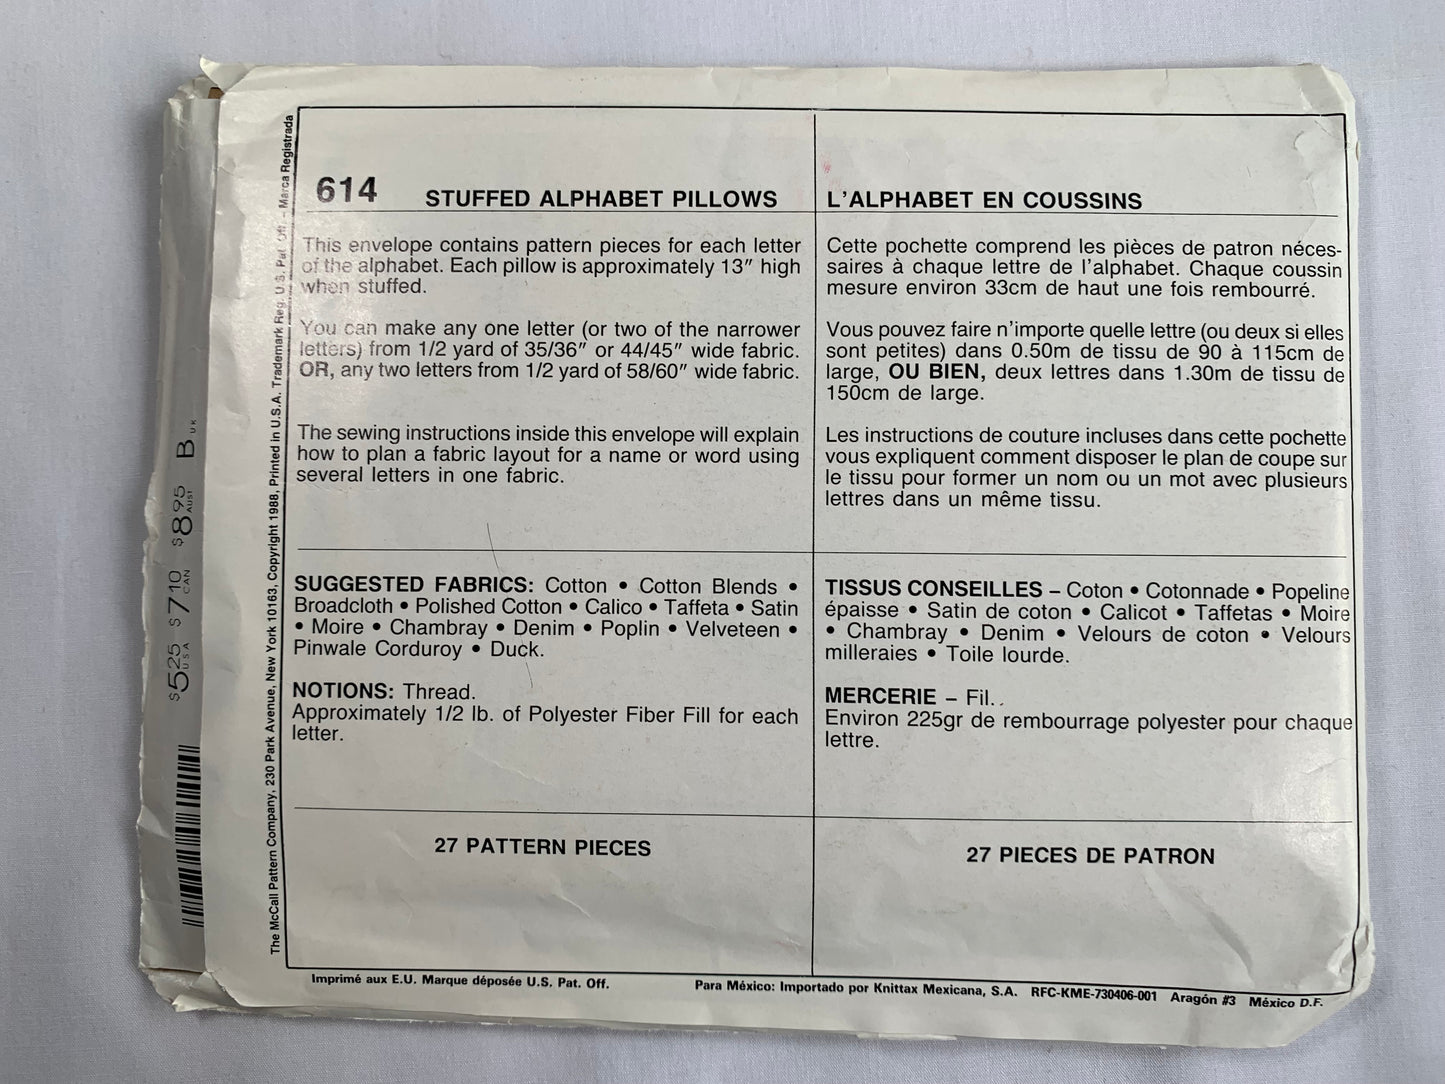 614
STUFFED ALPHABET PILLOWS
This envelope contains pattern pieces for each letter
of the alphabet. Each pillow is approximately 13" high
when stuffed.
You can make any one letter (or two of the narrower
letters) from 1/2 yard of 35/36" or 44/45" wide fabric.
OR, any two letters from 1/2 yard of 58/60" wide fabric.
The sewing instructions inside this envelope will explain
how to plan a fabric layout for a name or word using
several letters in one fabric.
SUGGESTED FABRICS: Cotton • Cotton Blends •
Broadcloth • Polished Cotton • Calico • Taffeta • Satin
• Moire • Chambray • Denim • Poplin • Velveteen •
Pinwale Corduroy • Duck.
NOTIONS: Thread.
Approximately 1/2 lb. of Polyester Fiber Fill for each
letter.
27 PATTERN PIECES
L'ALPHABET EN COUSSINS
Cette pochette comprend les pièces de patron néces-
saires à chaque lettre de l'alphabet. Chaque coussin
mesure environ 33cm de haut une fois rembourré.
Vous pouvez faire n'importe quelle lettre (ou deux si elles
sont petites) dans 0.50m de tissu de 90 à 115cm de
large, OU BIEN, deux lettres dans 1.30m de tissu de
150cm de large.
Les instructions de couture incluses dans cette pochette
vous expliquent comment disposer le plan de coupe sur
le tissu pour former un nom ou un mot avec plusieurs
lettres dans un même tissu.
TISSUS CONSEILLES – Coton • Cotonnade • Popeline
épaisse • Satin de coton • Calicot • Taffetas • Moire
• Chambray • Denim • Velours de coton • Velours
milleraies • Toile lourde.
MERCERIE – Fil.
Environ 225gr de rembourrage polyester pour chaque
lettre.
27 PIECES DE PATRON
The McCall Pattern Company, 230 Park Avenue, New York 10163, Copyright 1988, Printed in U.S.A. Trademark Reg. U.S. Pat. Off. – Marca Registrada
$5.25 USA $7.10 CAN $8.95 AUST B UK
Imprimé aux E.U. Marque déposée U.S. Pat. Off.
Para México: Importado por Knittax Mexicana, S.A. RFC-KME-730406-001 Aragón #3 México D.F.